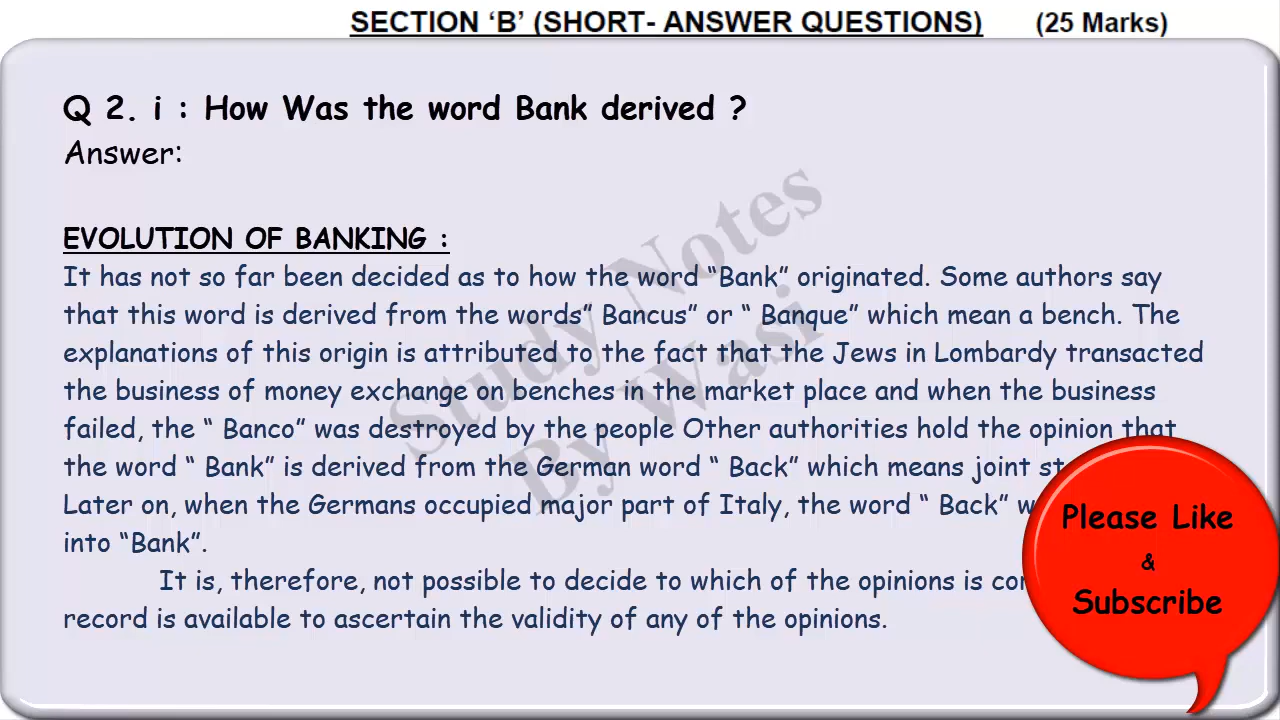 SECTION ‘B’ (SHORT- ANSWER QUESTIONS) (25 Marks)
Q 2. i : How Was the word Bank derived ?
Answer:
EVOLUTION OF BANKING :
It has not so far been decided as to how the word “Bank” originated. Some authors say
that this word is derived from the words” Bancus” or “ Banque” which mean a bench. The
explanations of this origin is attributed to the fact that the Jews in Lombardy transacted
the business of money exchange on benches in the market place and when the business
failed, the “ Banco” was destroyed by the people Other authorities hold the opinion that
the word “ Bank” is derived from the German word “ Back” which means joint
Later on, when the Germans occupied major part of Italy, the word “ Back”
into “Bank”.
It is, therefore, not possible to decide to which of the opinions is
record is available to ascertain the validity of any of the opinions.
Study Notes
By Wasi
Please Like
&
Subscribe